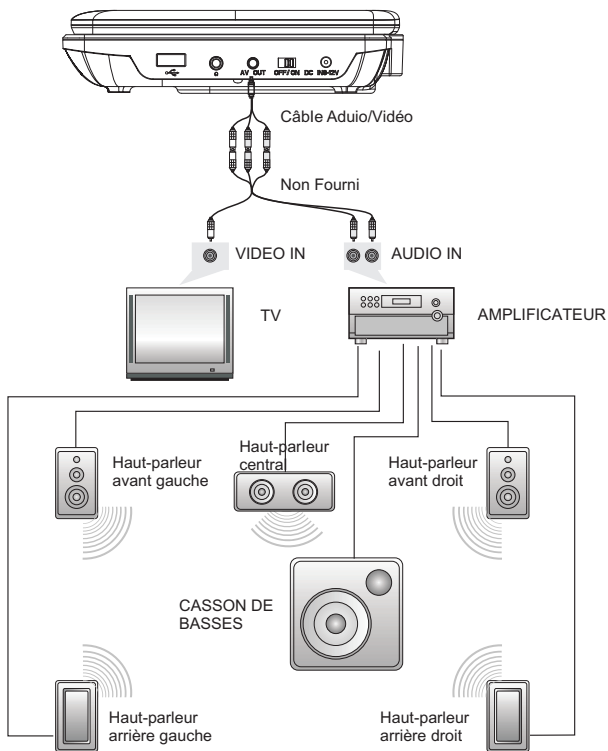 AV OUT OFF/ON DC IN9-12V
Câble Aduio/Vidéo
Non Fourni
VIDEO IN
AUDIO IN
TV
AMPLIFICATEUR
Haut-parleur
avant gauche
Haut-parleur
central
Haut-parleur
avant droit
CASSON DE
BASSES
Haut-parleur
arrière gauche
Haut-parleur
arrière droit